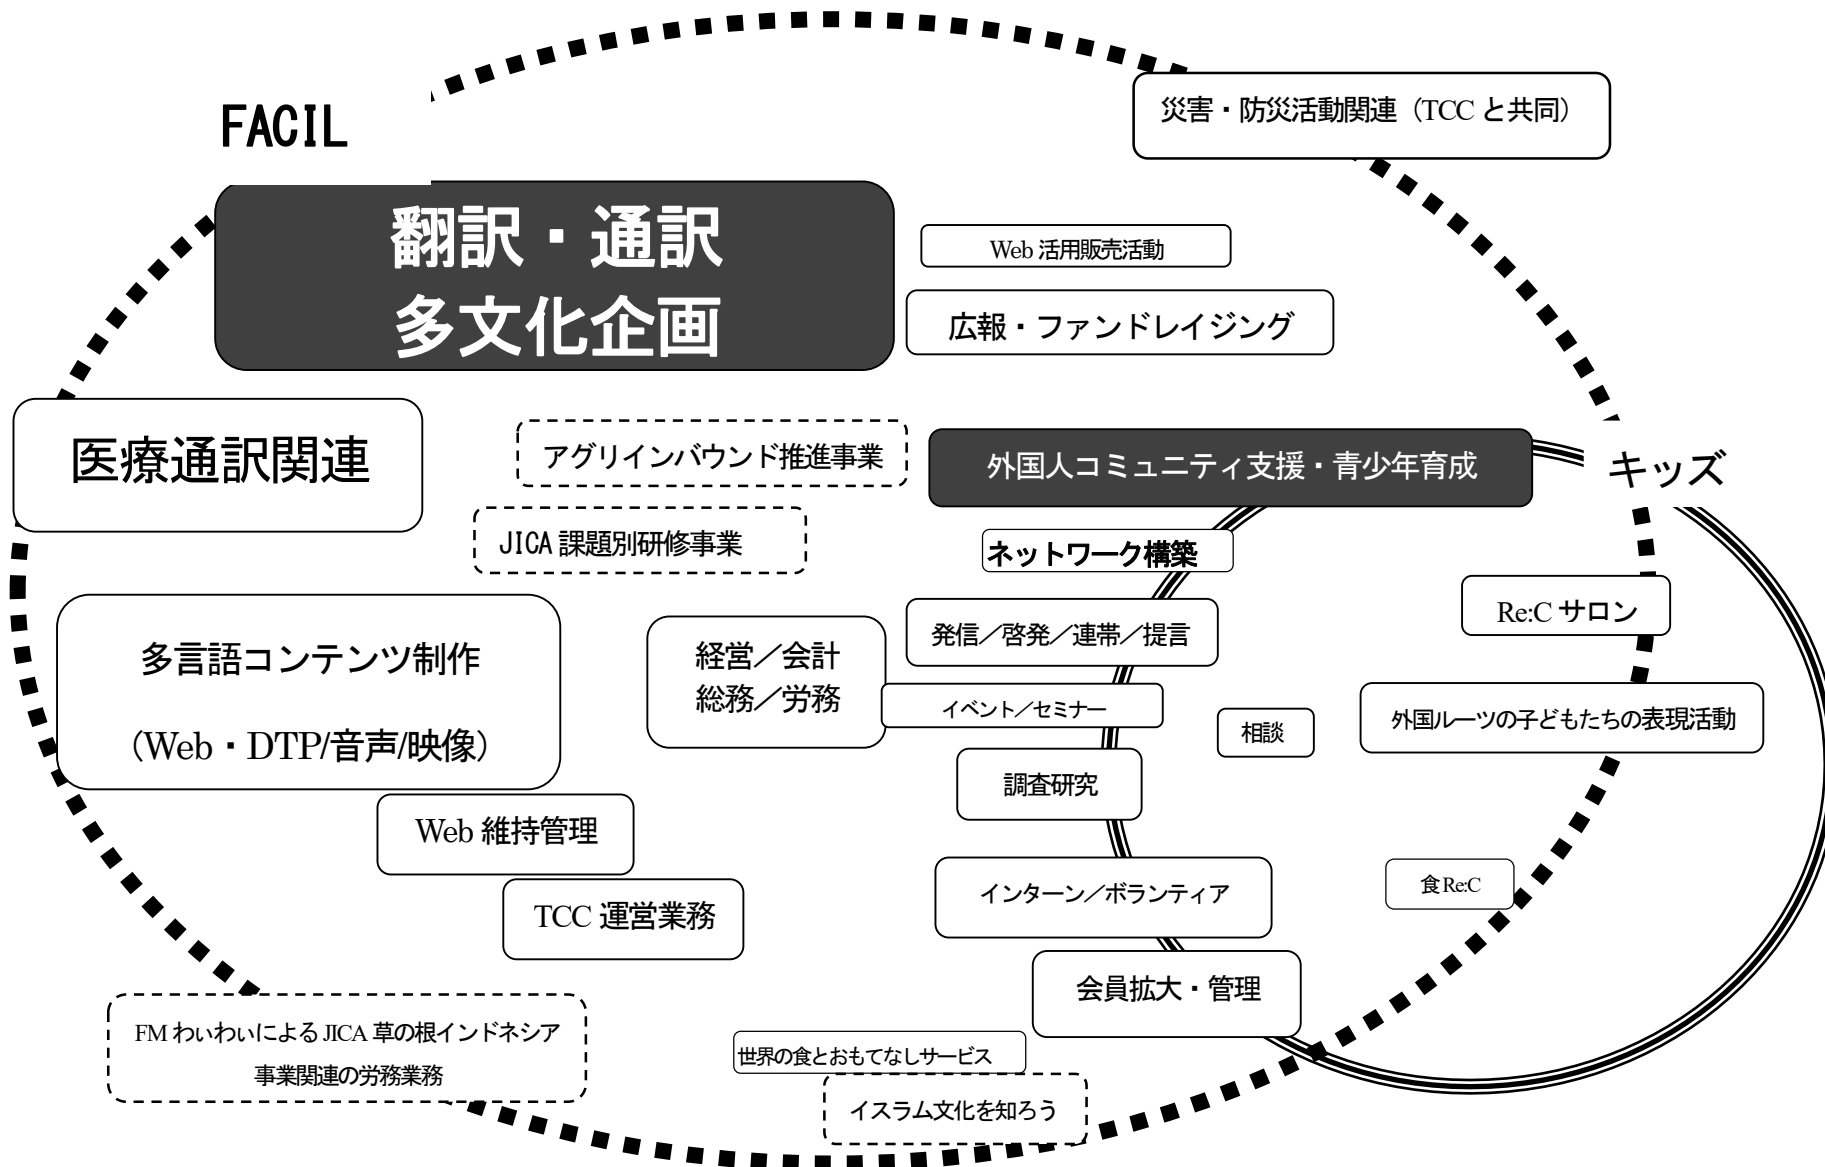 FACIL
災害・防災活動関連（TCC と共同）
翻訳・通訳
多文化企画
Web 活用販売活動
広報・ファンドレイジング
医療通訳関連
アグリインバウンド推進事業
外国人コミュニティ支援・青少年育成
キッズ
JICA 課題別研修事業
ネットワーク構築
Re:C サロン
多言語コンテンツ制作
（Web・DTP/音声/映像）
経営／会計
総務／労務
発信／啓発／連帯／提言
イベント／セミナー
相談
外国ルーツの子どもたちの表現活動
調査研究
Web 維持管理
インターン／ボランティア
食 Re:C
TCC 運営業務
会員拡大・管理
FM わぃわぃによる JICA 草の根インドネシア
事業関連の労務業務
世界の食とおもてなしサービス
イスラム文化を知ろう